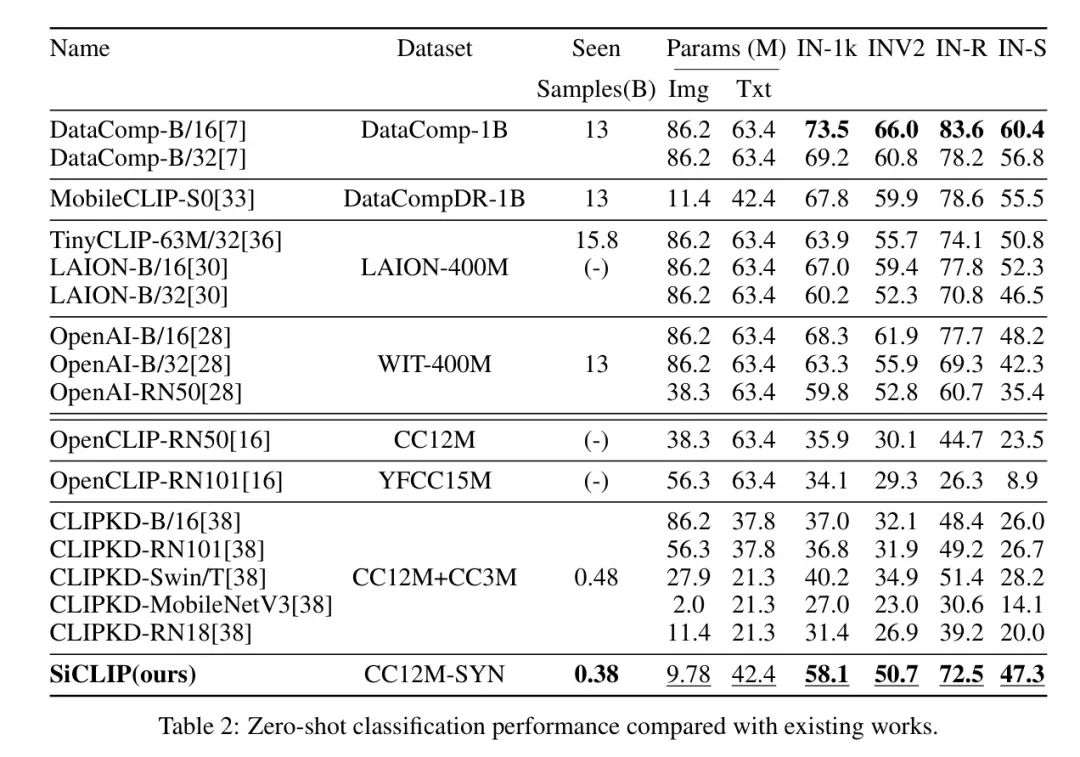 Name Dataset Seen Params (M) IN-1k INV2 IN-R IN-S
Samples(B) Img Txt
DataComp-B/16[7] DataComp-1B 13 86.2 63.4 73.5 66.0 83.6 60.4
DataComp-B/32[7] 86.2 63.4 69.2 60.8 78.2 56.8
MobileCLIP-S0[33] DataCompDR-1B 13 11.4 42.4 67.8 59.9 78.6 55.5
TinyCLIP-63M/32[36] 15.8 86.2 63.4 63.9 55.7 74.1 50.8
LAION-B/16[30] LAION-400M (-) 86.2 63.4 67.0 59.4 77.8 52.3
LAION-B/32[30] 86.2 63.4 60.2 52.3 70.8 46.5
OpenAI-B/16[28] 86.2 63.4 68.3 61.9 77.7 48.2
OpenAI-B/32[28] WIT-400M 13 86.2 63.4 63.3 55.9 69.3 42.3
OpenAI-RN50[28] 38.3 63.4 59.8 52.8 60.7 35.4
OpenCLIP-RN50[16] CC12M (-) 38.3 63.4 35.9 30.1 44.7 23.5
OpenCLIP-RN101[16] YFCC15M (-) 56.3 63.4 34.1 29.3 26.3 8.9
CLIPKD-B/16[38] 86.2 37.8 37.0 32.1 48.4 26.0
CLIPKD-RN101[38] 56.3 37.8 36.8 31.9 49.2 26.7
CLIPKD-Swin/T[38] CC12M+CC3M 0.48 27.9 21.3 40.2 34.9 51.4 28.2
CLIPKD-MobileNetV3[38] 2.0 21.3 27.0 23.0 30.6 14.1
CLIPKD-RN18[38] 11.4 21.3 31.4 26.9 39.2 20.0
SiCLIP(ours) CC12M-SYN 0.38 9.78 42.4 58.1 50.7 72.5 47.3
Table 2: Zero-shot classification performance compared with existing works.